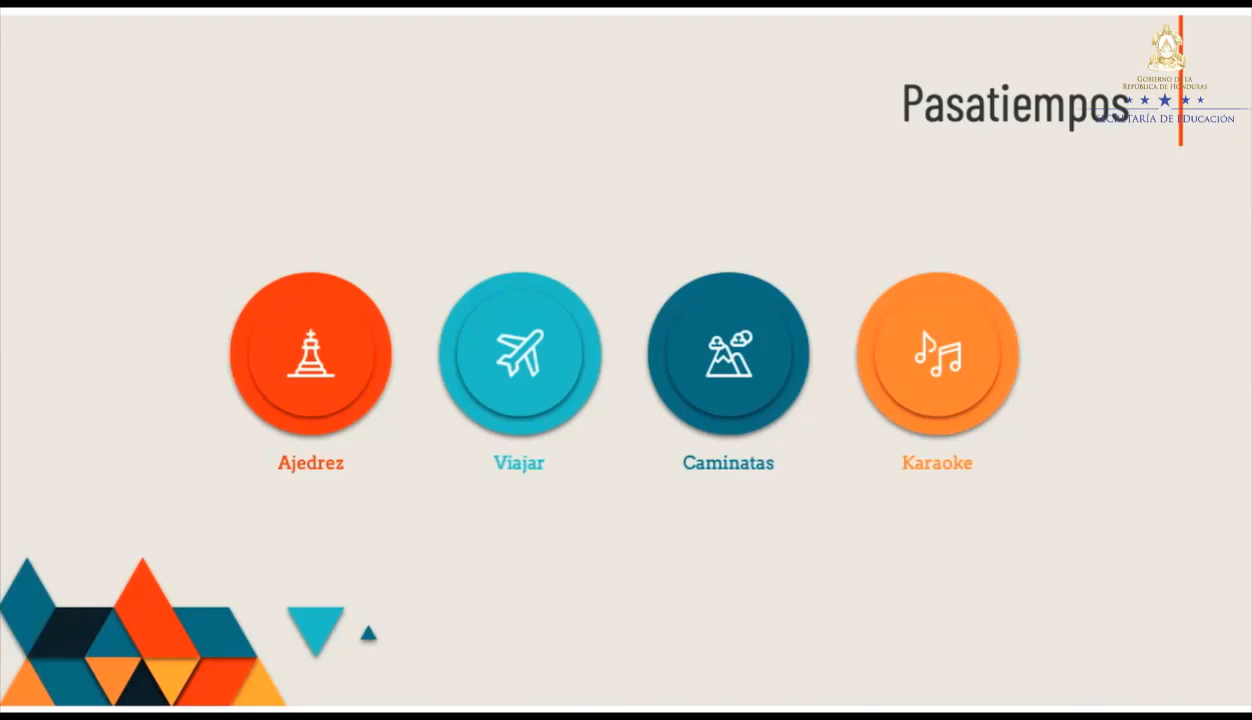 Pasatiempos
GOBIERNO DE LA
REPÚBLICA DE HONDURAS
SECRETARÍA DE EDUCACIÓN
Ajedrez
Viajar
Caminatas
Karaoke